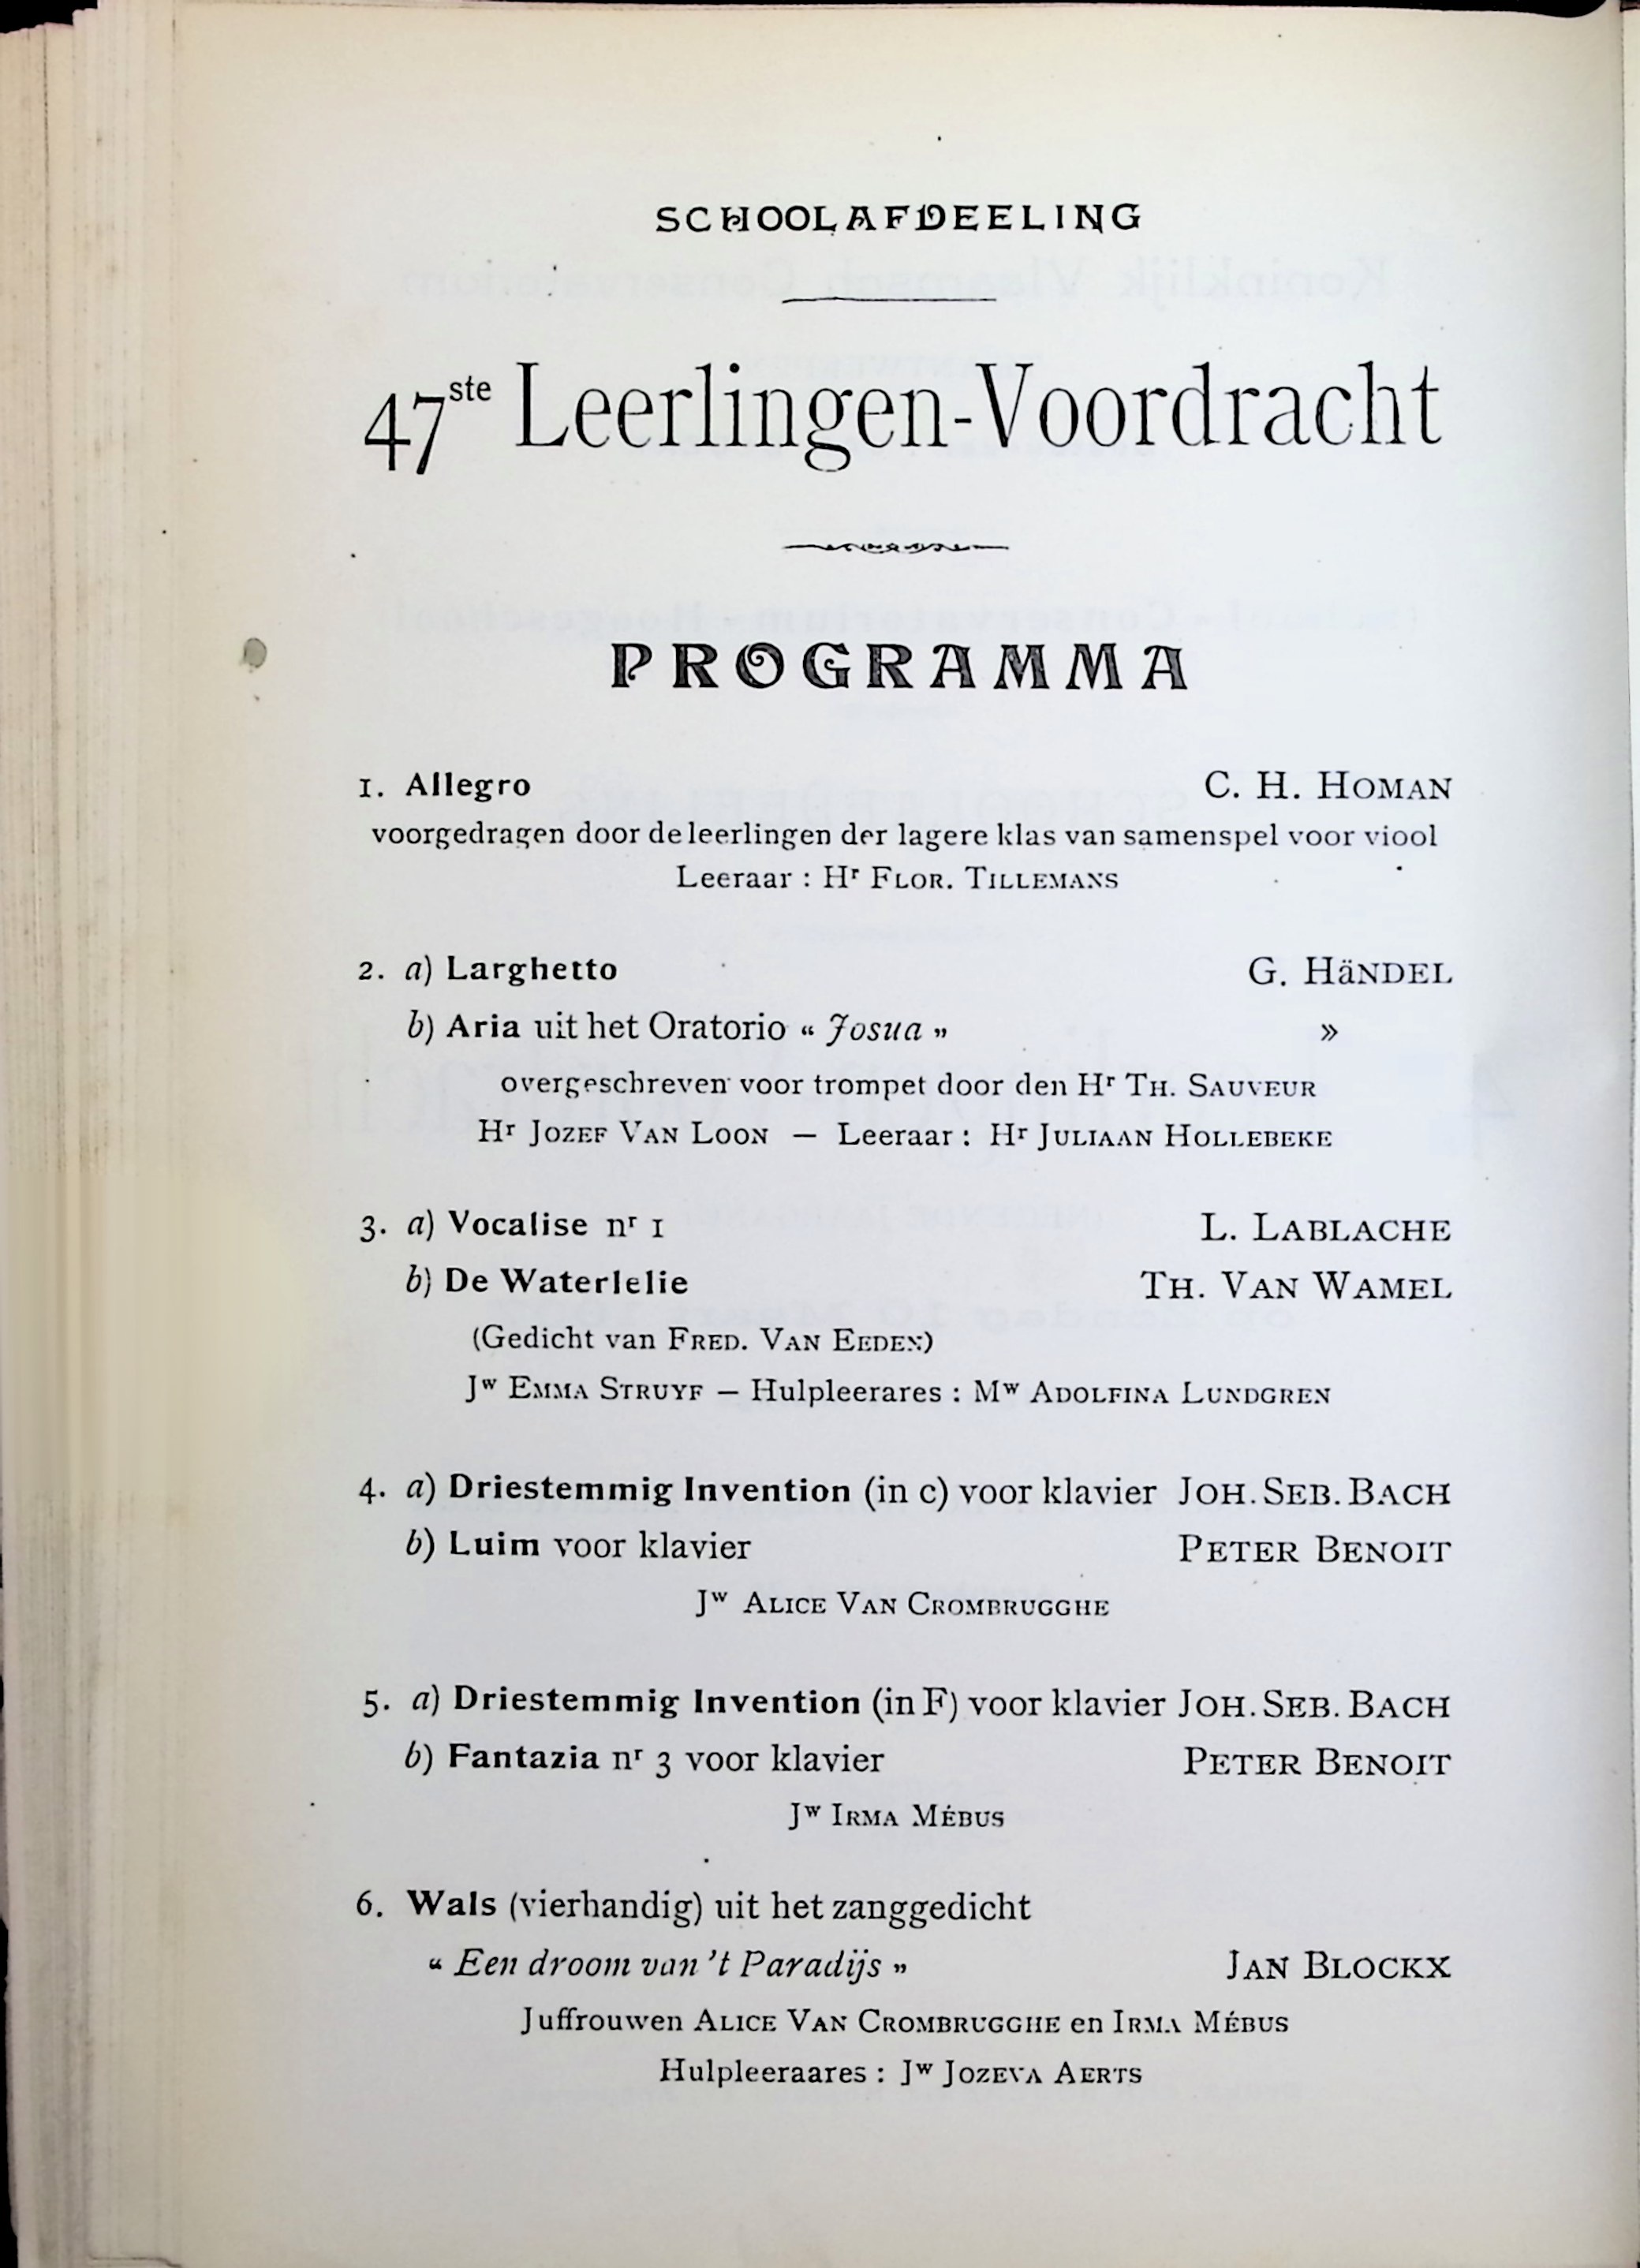 SCHOOLAFDEELING
47ste Leerlingen-Voordracht
PROGRAMMA
1. Allegro C. H. HOMAN
voorgedragen door de leerlingen der lagere klas van samenspel voor viool
Leeraar : Hr FLOR. TILLEMANS
2. a) Larghetto G. HäNDEL
b) Aria uit het Oratorio “ Josua ” »
overgeschreven voor trompet door den Hr TH. SAUVEUR
Hr JOZEF VAN LOON — Leeraar : Hr JULIAAN HOLLEBEKE
3. a) Vocalise nr 1 L. LABLACHE
b) De Waterlelie TH. VAN WAMEL
(Gedicht van FRED. VAN EEDEN)
Jw EMMA STRUYF — Hulpleerares : Mw ADOLFINA LUNDGREN
4. a) Driestemmig Invention (in c) voor klavier JOH. SEB. BACH
b) Luim voor klavier PETER BENOIT
Jw ALICE VAN CROMBRUGGHE
5. a) Driestemmig Invention (in F) voor klavier JOH. SEB. BACH
b) Fantazia nr 3 voor klavier PETER BENOIT
Jw IRMA MÉBUS
6. Wals (vierhandig) uit het zanggedicht
“ Een droom van 't Paradijs ” JAN BLOCKX
Juffrouwen ALICE VAN CROMBRUGGHE en IRMA MÉBUS
Hulpleeraares : Jw JOZEVA AERTS